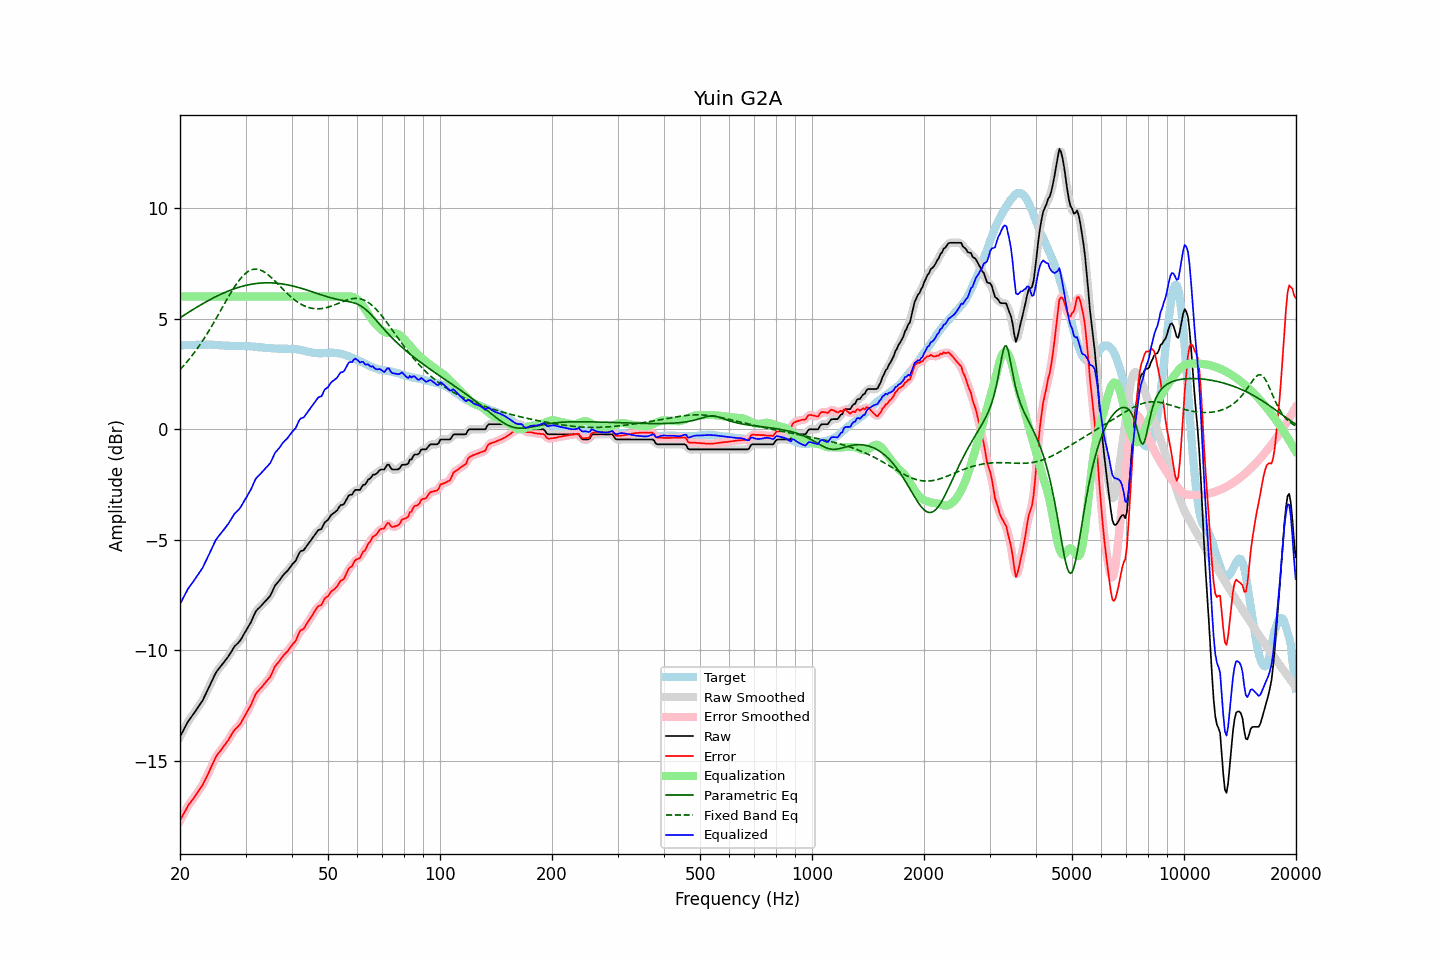 Yuin G2A
Amplitude (dBr)
10
5
0
−5
−10
−15
Target
Raw Smoothed
Error Smoothed
Raw
Error
Equalization
Parametric Eq
Fixed Band Eq
Equalized
20 50 100 200 500 1000 2000 5000 10000 20000
Frequency (Hz)